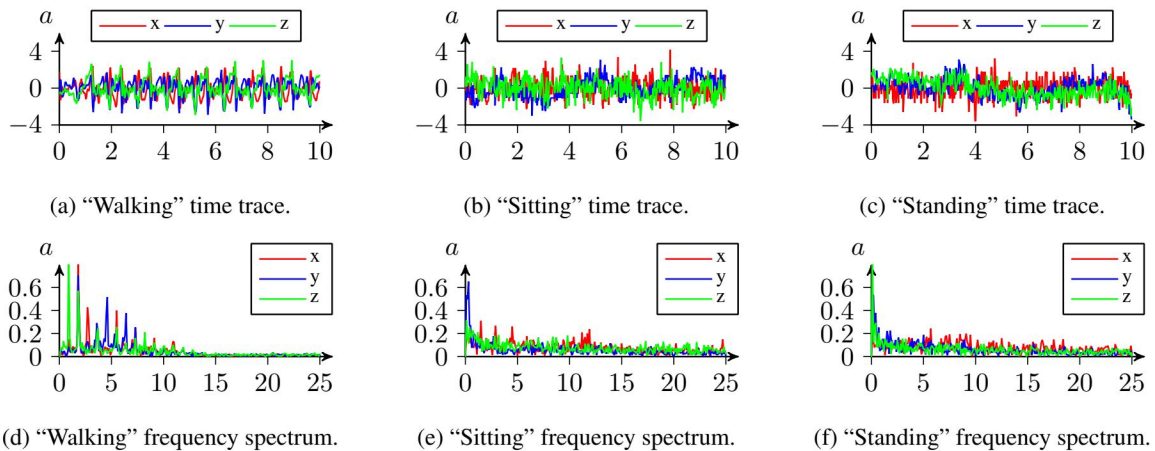 a
x y z
4
0
−4
0 2 4 6 8 10
(a) “Walking” time trace.
a
x y z
4
0
−4
0 2 4 6 8 10
(b) “Sitting” time trace.
a
x y z
4
0
−4
0 2 4 6 8 10
(c) “Standing” time trace.
a
x
y
z
0.6
0.4
0.2
0
0 5 10 15 20 25
(d) “Walking” frequency spectrum.
a
x
y
z
0.6
0.4
0.2
0
0 5 10 15 20 25
(e) “Sitting” frequency spectrum.
a
x
y
z
0.6
0.4
0.2
0
0 5 10 15 20 25
(f) “Standing” frequency spectrum.